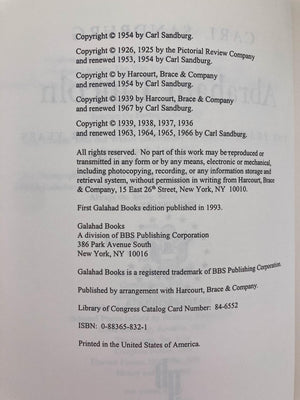 Copyright © 1954 by Carl Sandburg.
Copyright © 1926, 1925 by the Pictorial Review Company
and renewed 1953, 1954 by Carl Sandburg.
Copyright © by Harcourt, Brace & Company
and renewed 1954 by Carl Sandburg.
Copyright © 1939 by Harcourt, Brace & Company
and renewed 1967 by Carl Sandburg.
Copyright © 1939, 1938, 1937, 1936
and renewed 1963, 1964, 1965, 1966 by Carl Sandburg.
All rights reserved. No part of this work may be reproduced or
transmitted in any form or by any means, electronic or mechanical,
including photocopying, recording, or any information storage and
retrieval system, without permission in writing from Harcourt, Brace
& Company, 15 East 26th Street, New York, NY 10010.
First Galahad Books edition published in 1993.
Galahad Books
A division of BBS Publishing Corporation
386 Park Avenue South
New York, NY 10016
Galahad Books is a registered trademark of BBS Publishing Corporation.
Published by arrangement with Harcourt, Brace & Company.
Library of Congress Catalog Card Number: 84-6552
ISBN: 0-88365-832-1
Printed in the United States of America.